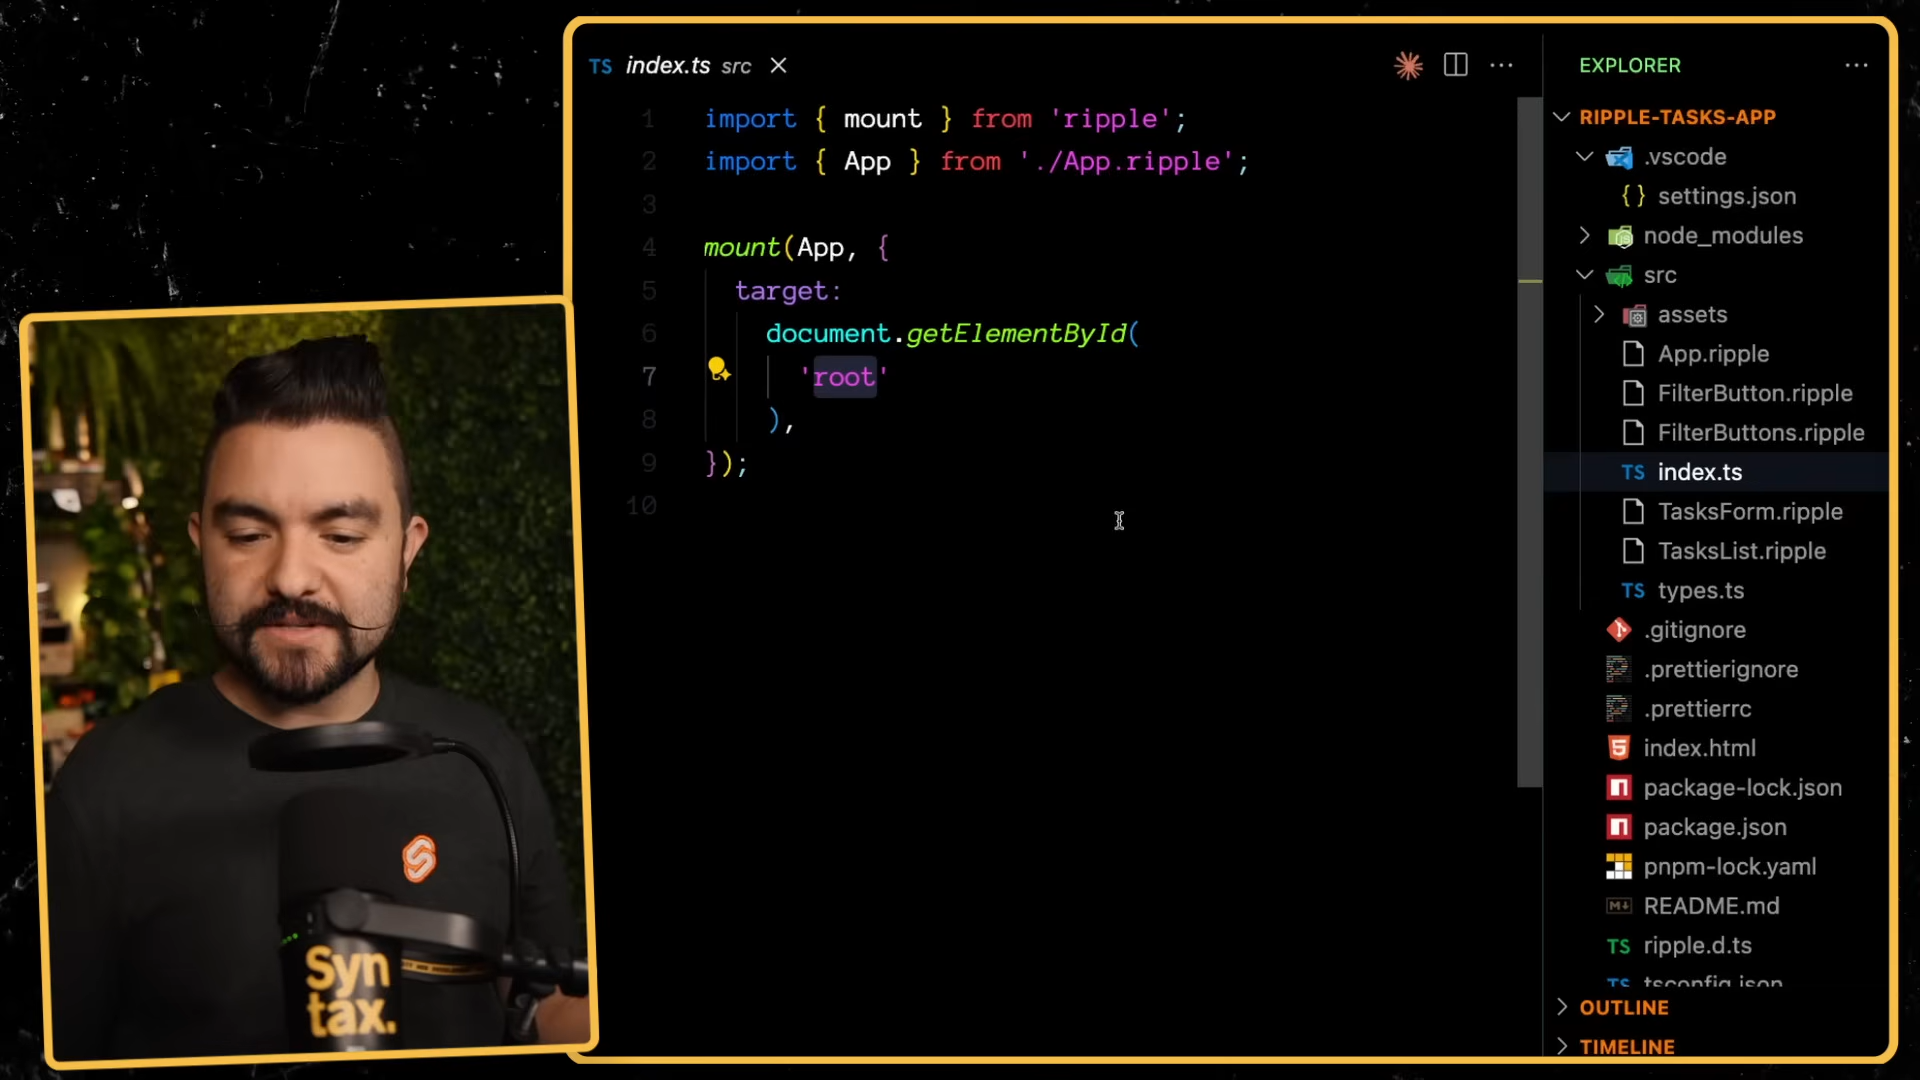 TS index.ts src
1 import { mount } from 'ripple';
2 import { App } from './App.ripple';
3
4 mount(App, {
5 target:
6 document.getElementById(
7 'root'
8 ),
9 });
10
EXPLORER
RIPPLE-TASKS-APP
.vscode
{} settings.json
node_modules
src
assets
App.ripple
FilterButton.ripple
FilterButtons.ripple
TS index.ts
TasksForm.ripple
TasksList.ripple
TS types.ts
.gitignore
.prettierignore
.prettierrc
5 index.html
package-lock.json
package.json
pnpm-lock.yaml
M↓ README.md
TS ripple.d.ts
TS tsconfig.json
OUTLINE
TIMELINE
Syn
tax.